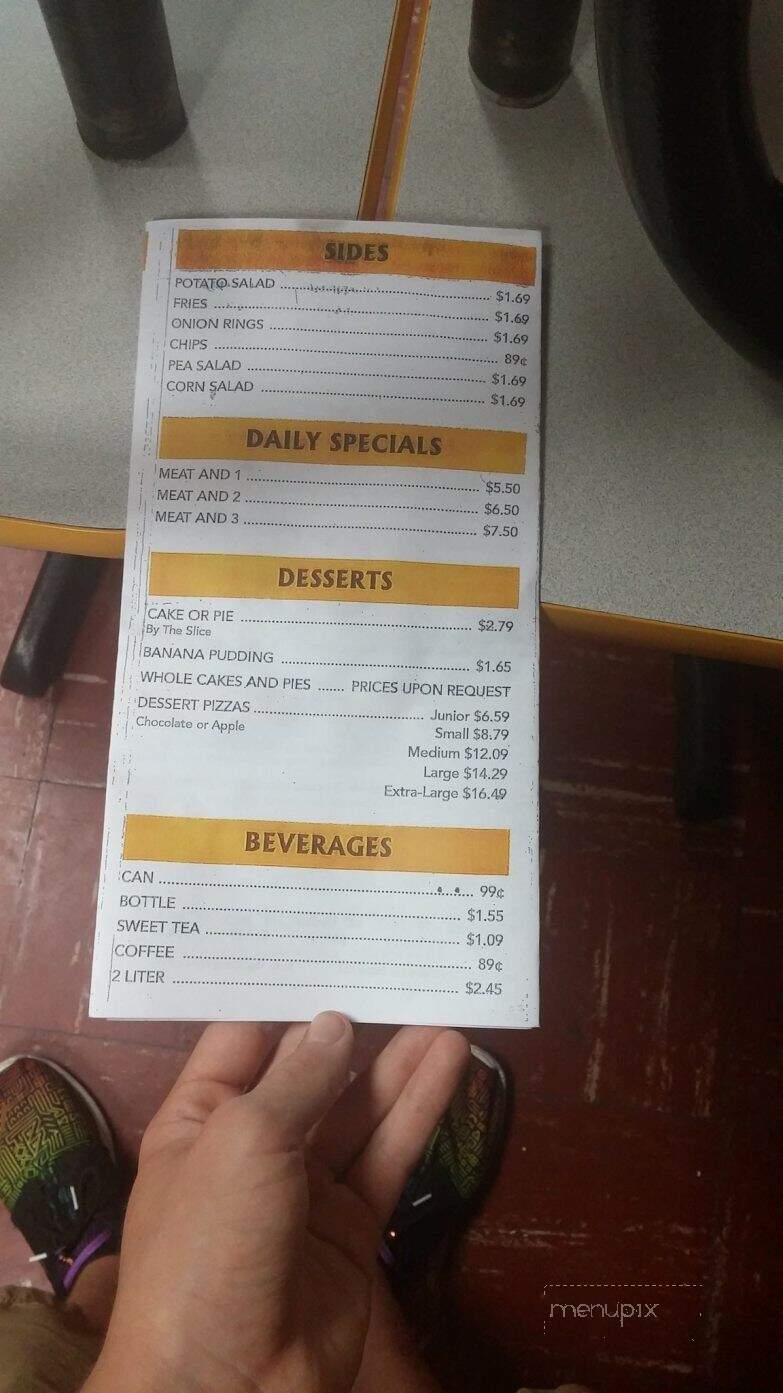 SIDES
POTATO SALAD ........ $1.69
FRIES ........ $1.69
ONION RINGS ........ $1.69
CHIPS ........ 89¢
PEA SALAD ........ $1.69
CORN SALAD ........ $1.69
DAILY SPECIALS
MEAT AND 1 ........ $5.50
MEAT AND 2 ........ $6.50
MEAT AND 3 ........ $7.50
DESSERTS
CAKE OR PIE ........ $2.79
By The Slice
BANANA PUDDING ........ $1.65
WHOLE CAKES AND PIES ...... PRICES UPON REQUEST
DESSERT PIZZAS ........ Junior $6.59
Chocolate or Apple Small $8.79
Medium $12.09
Large $14.29
Extra-Large $16.49
BEVERAGES
CAN ........ 99¢
BOTTLE ........ $1.55
SWEET TEA ........ $1.09
COFFEE ........ 89¢
2 LITER ........ $2.45
menupix